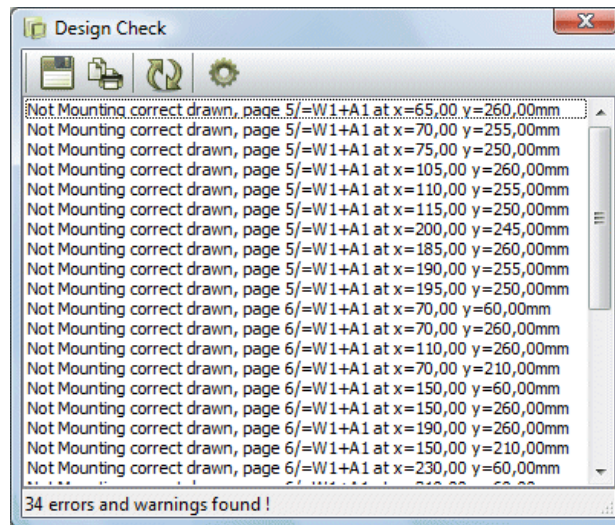 Design Check
Not Mounting correct drawn, page 5/=W1+A1 at x=65,00 y=260,00mm
Not Mounting correct drawn, page 5/=W1+A1 at x=70,00 y=255,00mm
Not Mounting correct drawn, page 5/=W1+A1 at x=75,00 y=250,00mm
Not Mounting correct drawn, page 5/=W1+A1 at x=105,00 y=260,00mm
Not Mounting correct drawn, page 5/=W1+A1 at x=110,00 y=255,00mm
Not Mounting correct drawn, page 5/=W1+A1 at x=115,00 y=250,00mm
Not Mounting correct drawn, page 5/=W1+A1 at x=200,00 y=245,00mm
Not Mounting correct drawn, page 5/=W1+A1 at x=185,00 y=260,00mm
Not Mounting correct drawn, page 5/=W1+A1 at x=190,00 y=255,00mm
Not Mounting correct drawn, page 5/=W1+A1 at x=195,00 y=250,00mm
Not Mounting correct drawn, page 6/=W1+A1 at x=70,00 y=60,00mm
Not Mounting correct drawn, page 6/=W1+A1 at x=70,00 y=260,00mm
Not Mounting correct drawn, page 6/=W1+A1 at x=110,00 y=260,00mm
Not Mounting correct drawn, page 6/=W1+A1 at x=70,00 y=210,00mm
Not Mounting correct drawn, page 6/=W1+A1 at x=150,00 y=60,00mm
Not Mounting correct drawn, page 6/=W1+A1 at x=150,00 y=260,00mm
Not Mounting correct drawn, page 6/=W1+A1 at x=190,00 y=260,00mm
Not Mounting correct drawn, page 6/=W1+A1 at x=150,00 y=210,00mm
Not Mounting correct drawn, page 6/=W1+A1 at x=230,00 y=60,00mm
34 errors and warnings found !